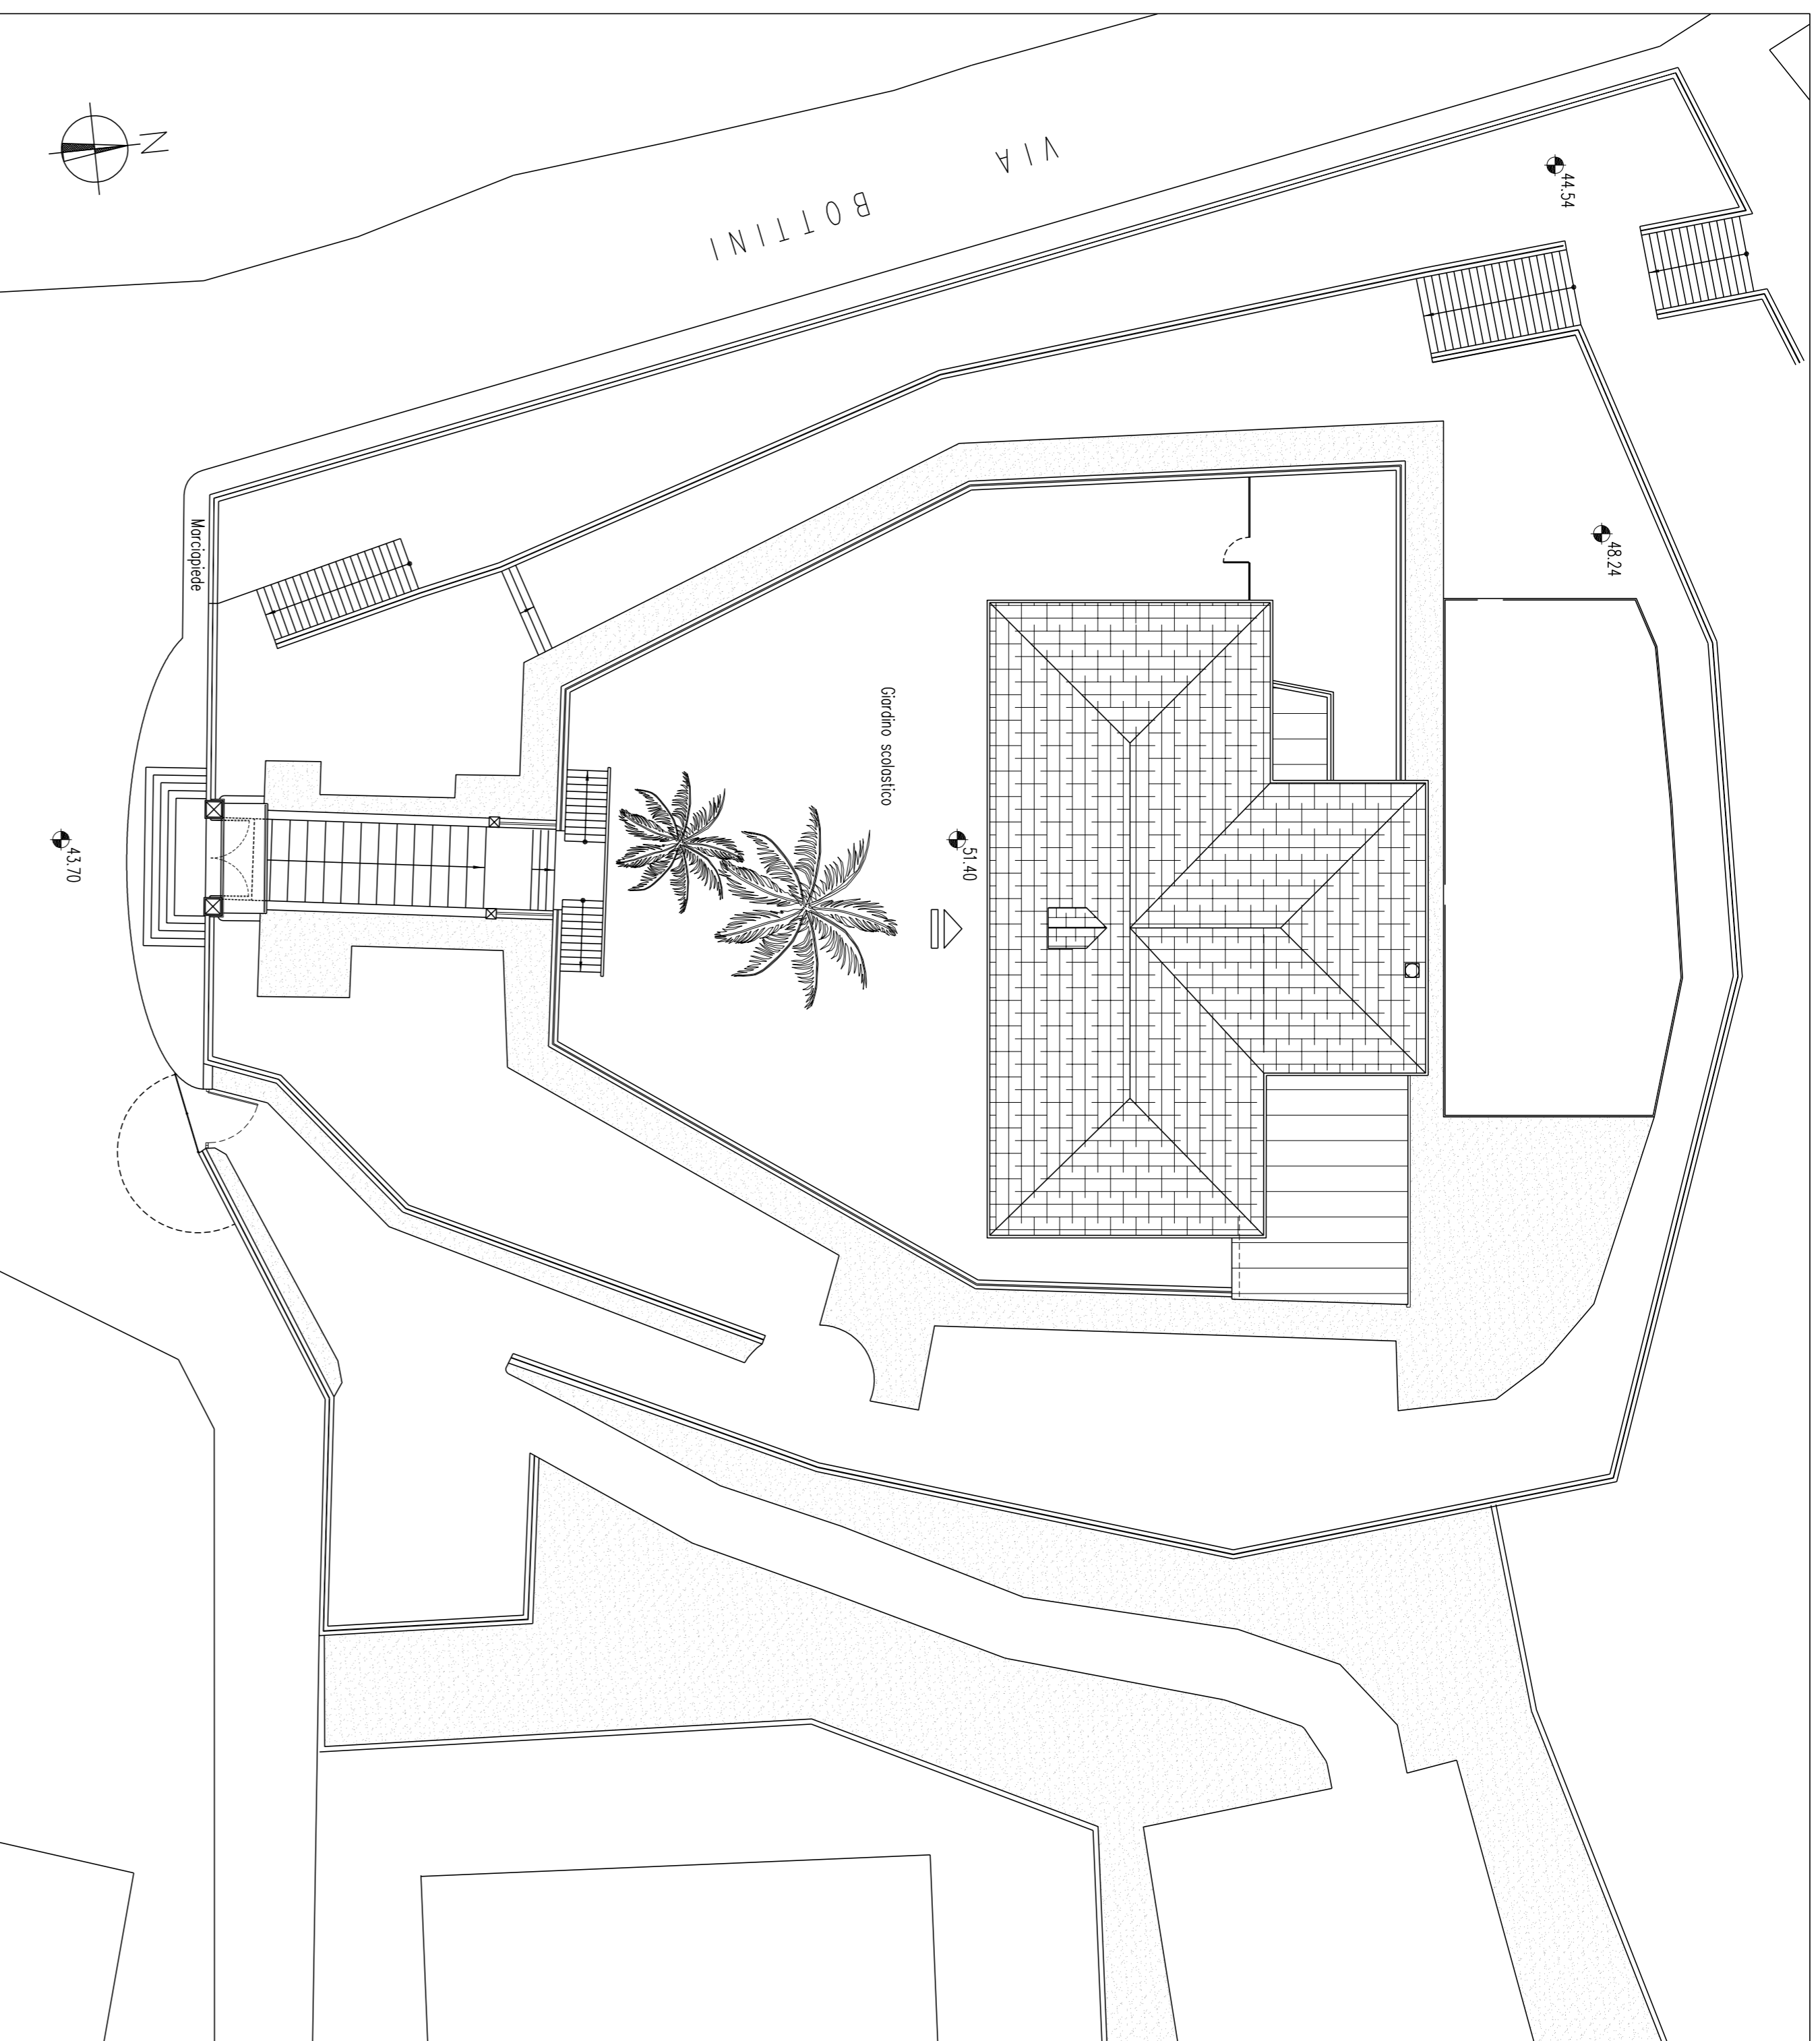 N
VIA
BOTTINI
44.54
48.24
Marciapiede
Giardino scolastico
51.40
43.70